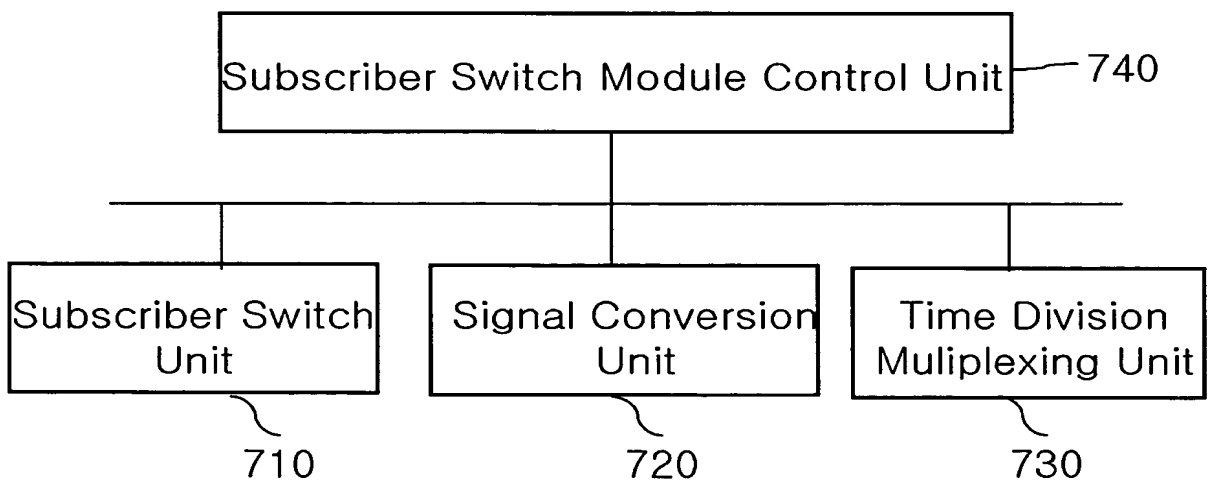 Subscriber Switch Module Control Unit
740
Subscriber Switch
Unit
710
Signal Conversion
Unit
720
Time Division
Muliplexing Unit
730